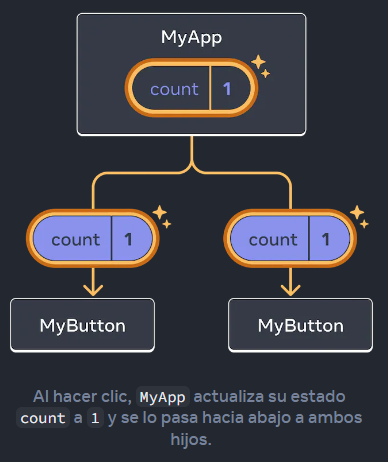 MyApp
count 1
count 1
count 1
MyButton
MyButton
Al hacer clic, MyApp actualiza su estado
count a 1 y se lo pasa hacia abajo a ambos
hijos.